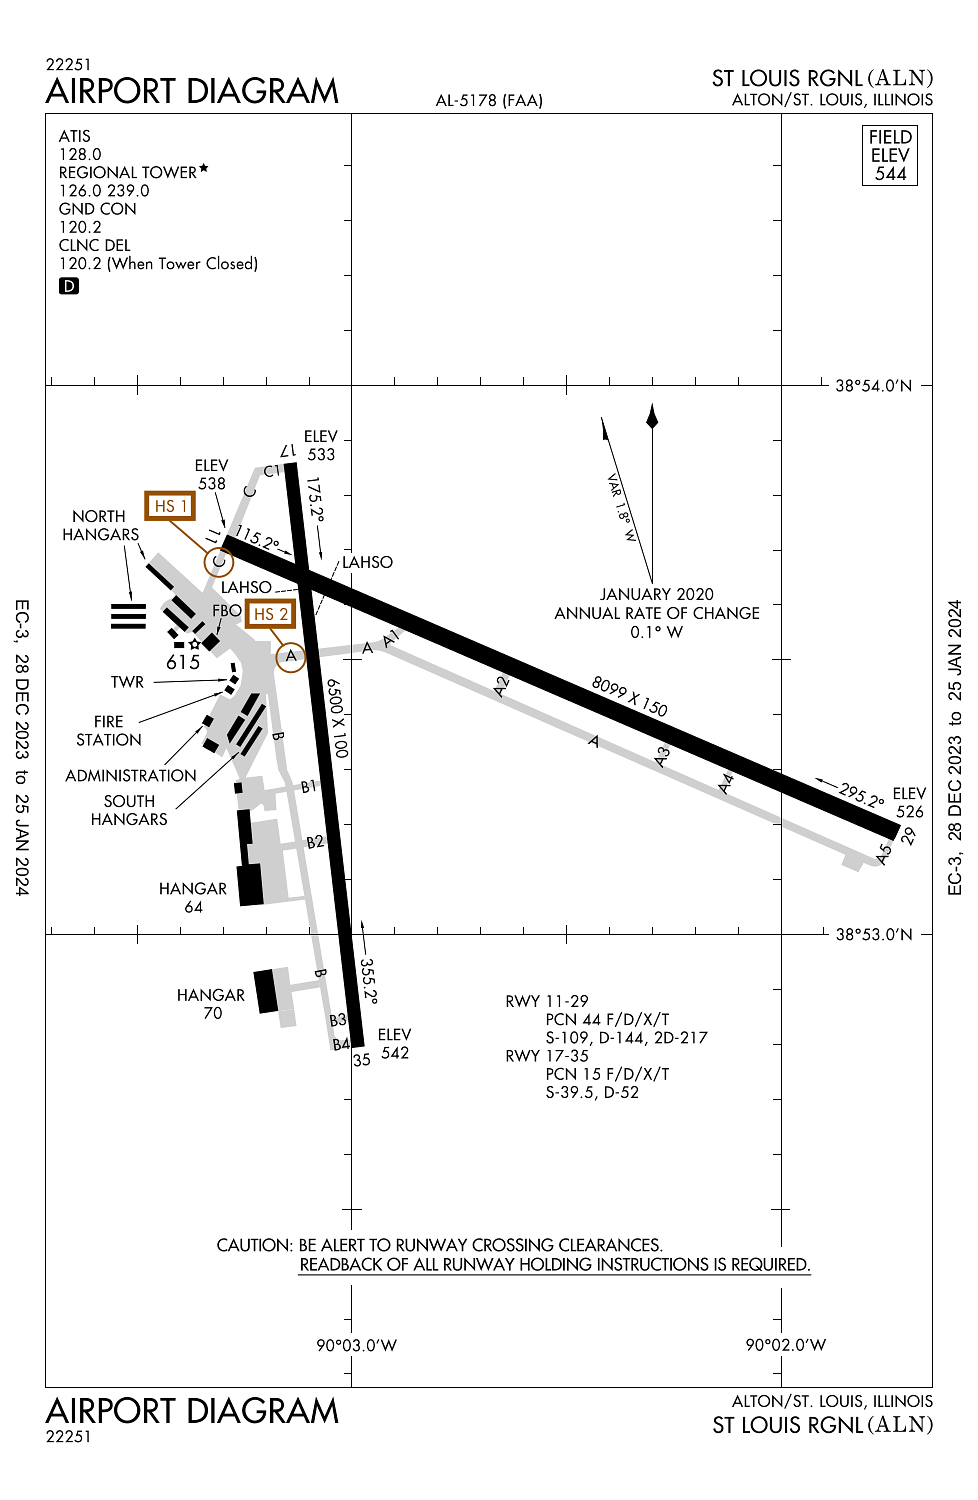 22251
AIRPORT DIAGRAM
AL-5178 (FAA)
ST LOUIS RGNL (ALN)
ALTON/ST. LOUIS, ILLINOIS
ATIS
128.0
REGIONAL TOWER★
126.0 239.0
GND CON
120.2
CLNC DEL
120.2 (When Tower Closed)
D
FIELD
ELEV
544
38°54.0'N
ELEV
533
17
C1
ELEV
538
C
175.2°
HS 1
NORTH
HANGARS
11
115.2°
C
LAHSO
LAHSO
VAR 1.8° W
JANUARY 2020
ANNUAL RATE OF CHANGE
0.1° W
FBO
HS 2
615
A
A
A1
TWR
A2
6500 X 100
8099 X 150
FIRE
STATION
B
A
A3
ADMINISTRATION
B1
A4
295.2°
ELEV
526
SOUTH
HANGARS
29
B2
A5
HANGAR
64
38°53.0'N
B
355.2°
HANGAR
70
B3
B4
35
ELEV
542
RWY 11-29
PCN 44 F/D/X/T
S-109, D-144, 2D-217
RWY 17-35
PCN 15 F/D/X/T
S-39.5, D-52
CAUTION: BE ALERT TO RUNWAY CROSSING CLEARANCES.
READBACK OF ALL RUNWAY HOLDING INSTRUCTIONS IS REQUIRED.
90°03.0'W
90°02.0'W
EC-3, 28 DEC 2023 to 25 JAN 2024
EC-3, 28 DEC 2023 to 25 JAN 2024
AIRPORT DIAGRAM
22251
ALTON/ST. LOUIS, ILLINOIS
ST LOUIS RGNL (ALN)